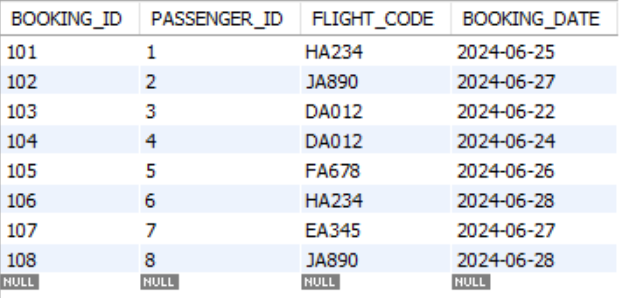 BOOKING_ID PASSENGER_ID FLIGHT_CODE BOOKING_DATE
101 1 HA234 2024-06-25
102 2 JA890 2024-06-27
103 3 DA012 2024-06-22
104 4 DA012 2024-06-24
105 5 FA678 2024-06-26
106 6 HA234 2024-06-28
107 7 EA345 2024-06-27
108 8 JA890 2024-06-28
NULL NULL NULL NULL